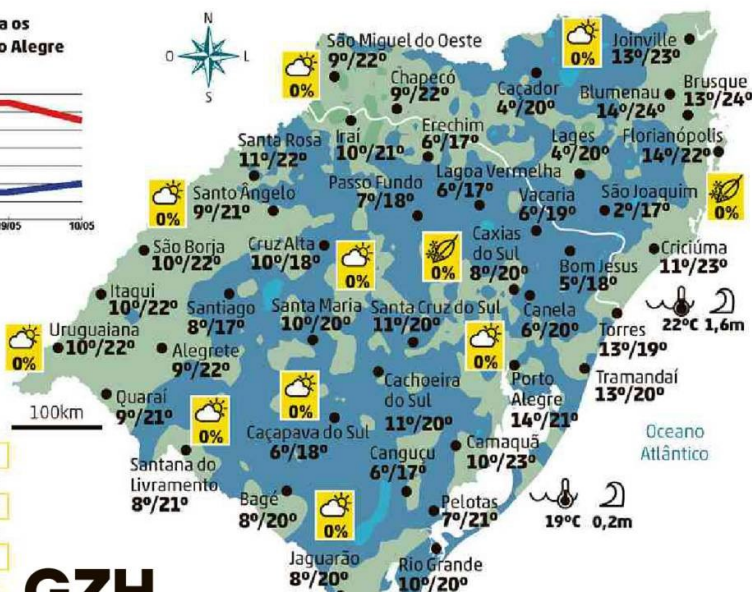 a os
o Alegre
19/05
10/05
N
O
L
S
São Miguel do Oeste
9º/22º
0%
Chapecó
9º/22º
Caçador
4º/20º
0%
Joinville
13º/23º
Blumenau
14º/24º
Brusque
13º/24º
Santa Rosa
11º/22º
Iraí
10º/21º
Erechim
6º/17º
Lages
4º/20º
Florianópolis
14º/22º
0%
Santo Ângelo
9º/21º
Passo Fundo
7º/18º
Lagoa Vermelha
6º/17º
Vacaria
6º/19º
São Joaquim
2º/17º
0%
São Borja
10º/22º
Cruz Alta
10º/18º
0%
0%
Caxias
do Sul
8º/20º
Bom Jesus
5º/18º
Criciúma
11º/23º
Itaqui
10º/22º
Santiago
8º/17º
Santa Maria
10º/20º
Santa Cruz do Sul
11º/20º
Canela
6º/20º
Torres
13º/19º
22ºC
1,6m
0%
Uruguaiana
10º/22º
Alegrete
9º/22º
0%
Quaraí
9º/21º
100km
0%
0%
Cachoeira
do Sul
11º/20º
Porto
Alegre
14º/21º
Tramandaí
13º/20º
Caçapava do Sul
6º/18º
Camaquã
10º/23º
Oceano
Atlântico
Santana do
Livramento
8º/21º
Bagé
8º/20º
Canguçu
6º/17º
Pelotas
7º/21º
19ºC
0,2m
0%
Jaguarão
8º/20º
Rio Grande
10º/20º
GZH